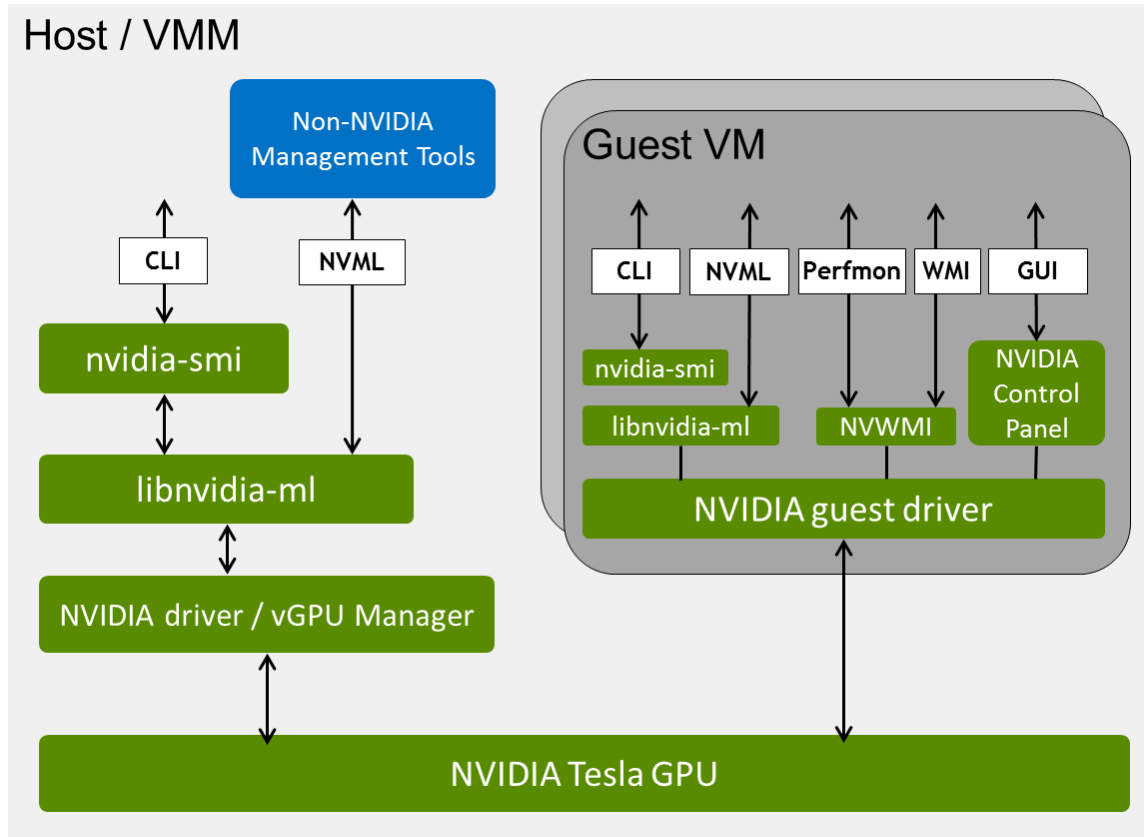 Host / VMM
Non-NVIDIA
Management Tools
CLI
NVML
nvidia-smi
libnvidia-ml
NVIDIA driver / vGPU Manager
Guest VM
CLI
NVML
Perfmon
WMI
GUI
nvidia-smi
libnvidia-ml
NVWMI
NVIDIA
Control
Panel
NVIDIA guest driver
NVIDIA Tesla GPU